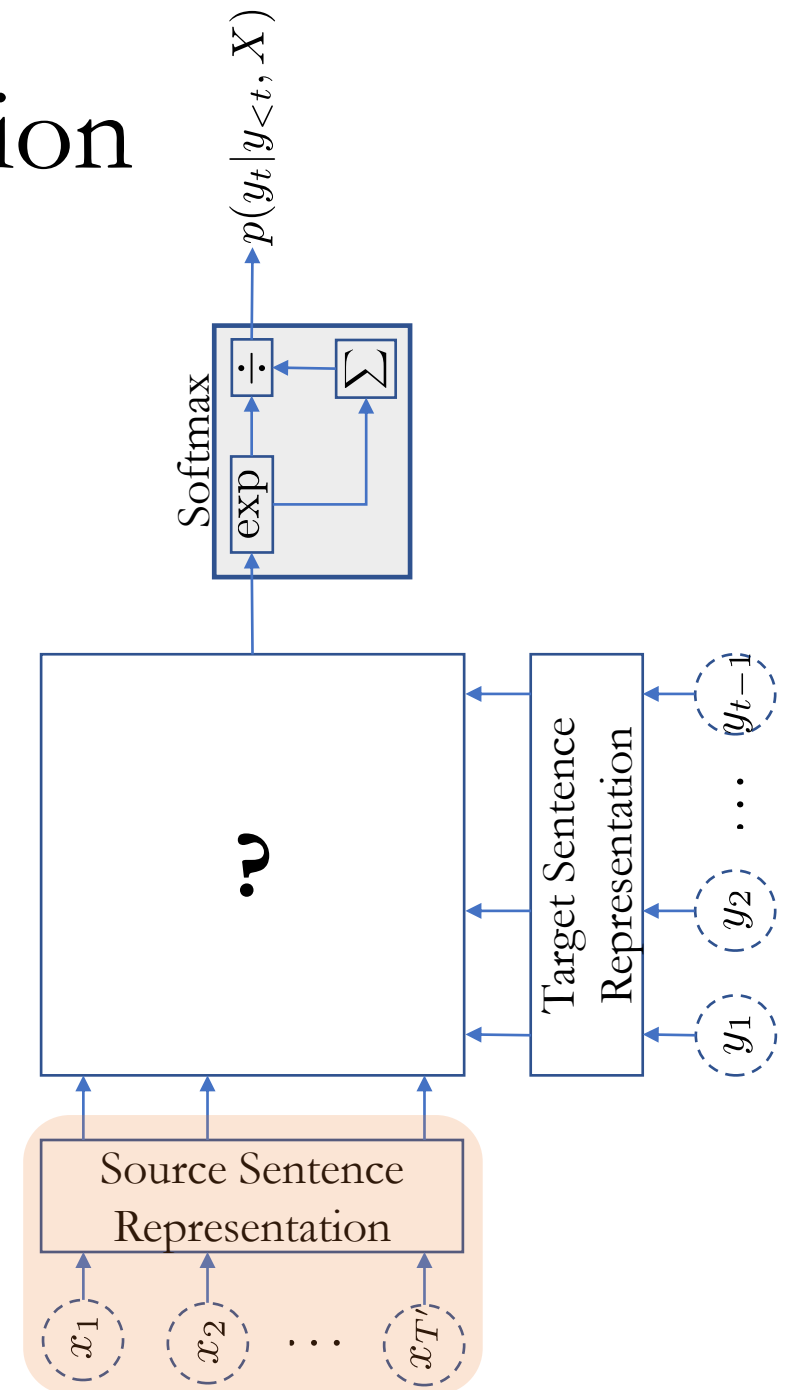 ion
p(y_t|y_{<t}, X)
Softmax
exp
÷
Σ
?
Target Sentence
Representation
y_1
y_2
...
y_{t-1}
Source Sentence
Representation
x_1
x_2
...
x_{T'}